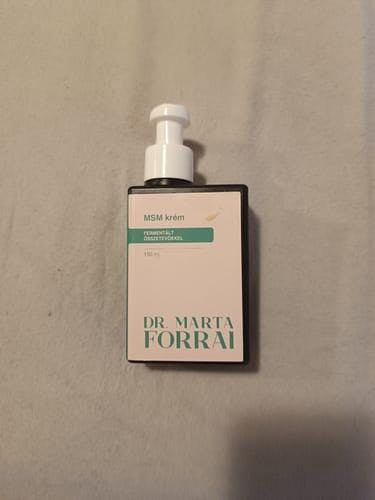 MSM krém
FERMENTÁLT
ÖSSZETEVŐKKEL
150 ml
DR. MARTA
FORRAI